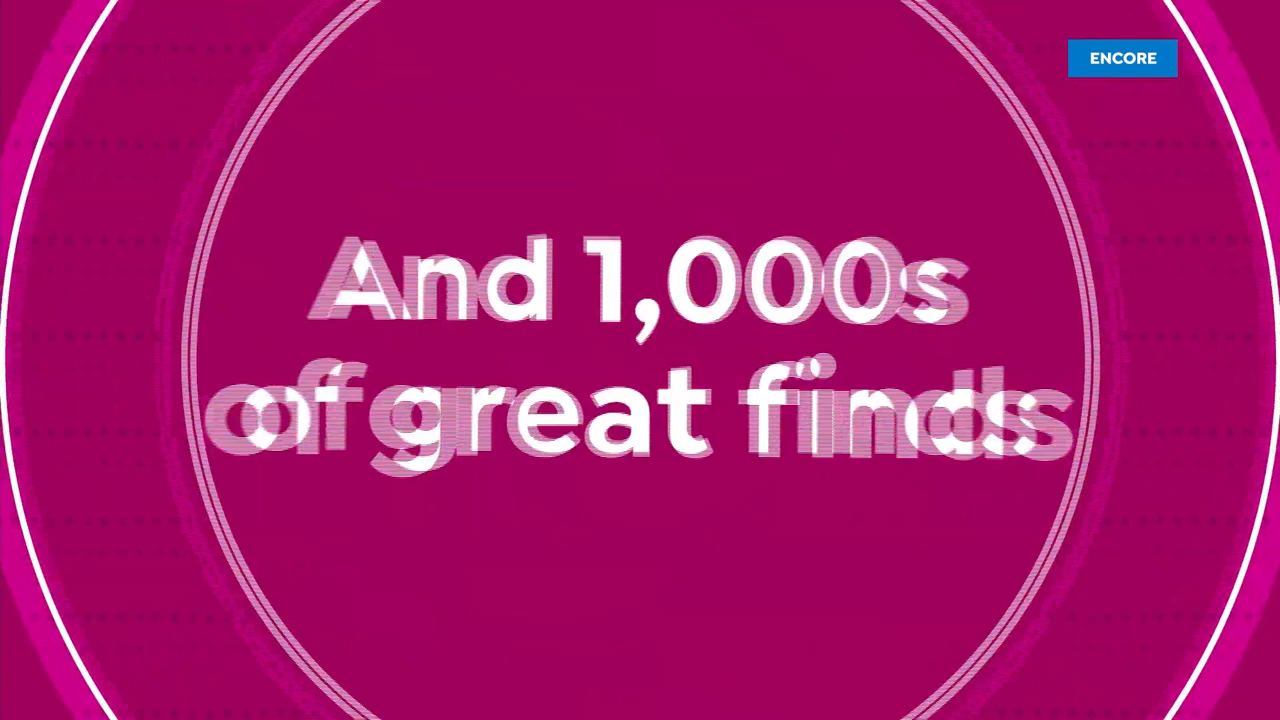 ENCORE
And 1,000s
of great finds